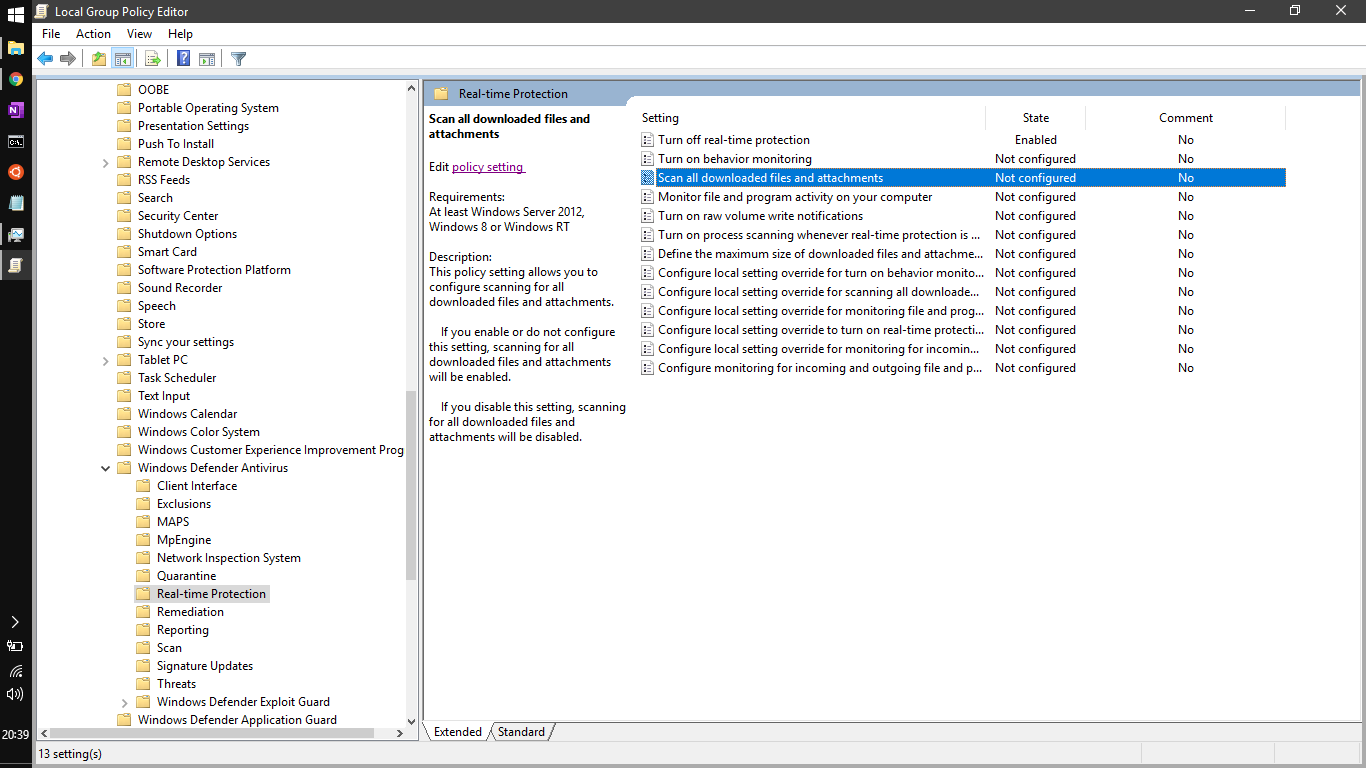 Local Group Policy Editor
File Action View Help
OOBE
Portable Operating System
Presentation Settings
Push To Install
Remote Desktop Services
RSS Feeds
Search
Security Center
Shutdown Options
Smart Card
Software Protection Platform
Sound Recorder
Speech
Store
Sync your settings
Tablet PC
Task Scheduler
Text Input
Windows Calendar
Windows Color System
Windows Customer Experience Improvement Prog
Windows Defender Antivirus
Client Interface
Exclusions
MAPS
MpEngine
Network Inspection System
Quarantine
Real-time Protection
Remediation
Reporting
Scan
Signature Updates
Threats
Windows Defender Exploit Guard
Windows Defender Application Guard
Real-time Protection
Scan all downloaded files and
attachments
Edit policy setting
Requirements:
At least Windows Server 2012,
Windows 8 or Windows RT
Description:
This policy setting allows you to
configure scanning for all
downloaded files and attachments.
If you enable or do not configure
this setting, scanning for all
downloaded files and attachments
will be enabled.
If you disable this setting, scanning
for all downloaded files and
attachments will be disabled.
Setting State Comment
Turn off real-time protection Enabled No
Turn on behavior monitoring Not configured No
Scan all downloaded files and attachments Not configured No
Monitor file and program activity on your computer Not configured No
Turn on raw volume write notifications Not configured No
Turn on process scanning whenever real-time protection is ... Not configured No
Define the maximum size of downloaded files and attachme... Not configured No
Configure local setting override for turn on behavior monito... Not configured No
Configure local setting override for scanning all downloade... Not configured No
Configure local setting override for monitoring file and prog... Not configured No
Configure local setting override to turn on real-time protecti... Not configured No
Configure local setting override for monitoring for incomin... Not configured No
Configure monitoring for incoming and outgoing file and p... Not configured No
Extended Standard
13 setting(s)
20:39